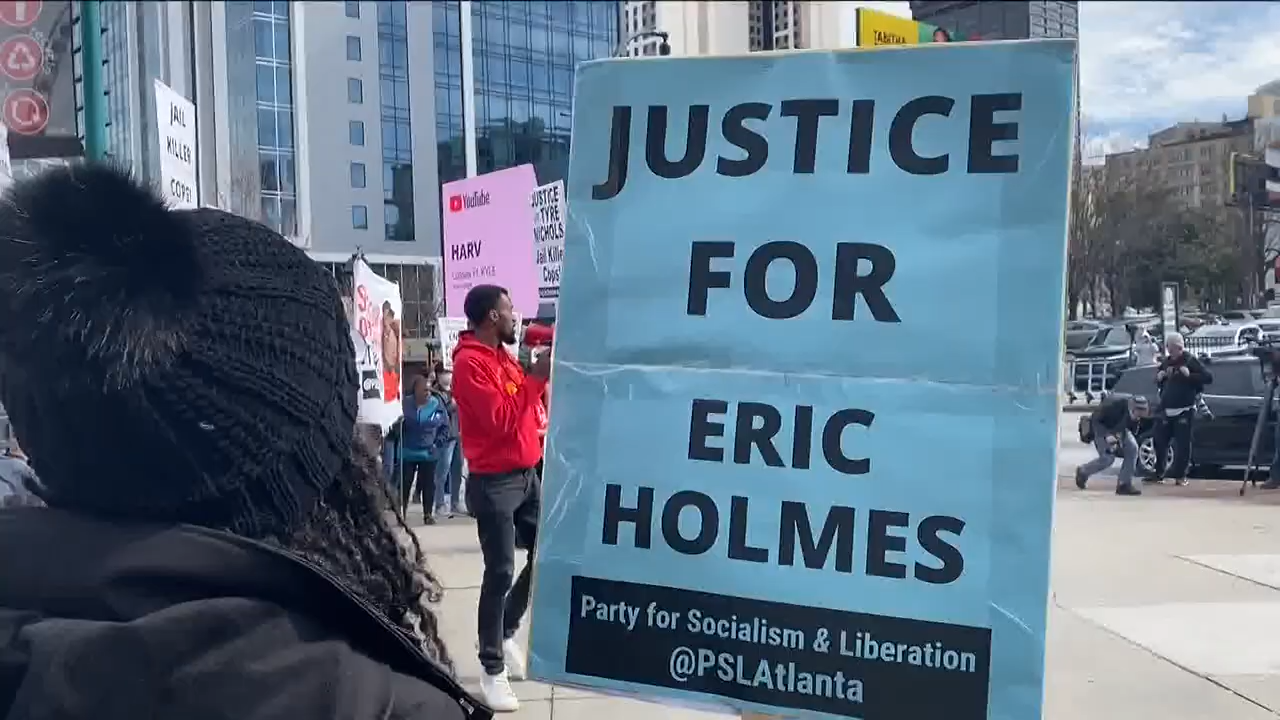 JAIL
KILLER
COPS!
YouTube
HARV
JUSTICE
TYRE
NICHOLS
Jail Killer
Cops!
TABITHA
JUSTICE
FOR
ERIC
HOLMES
Party for Socialism & Liberation
@PSLAtlanta